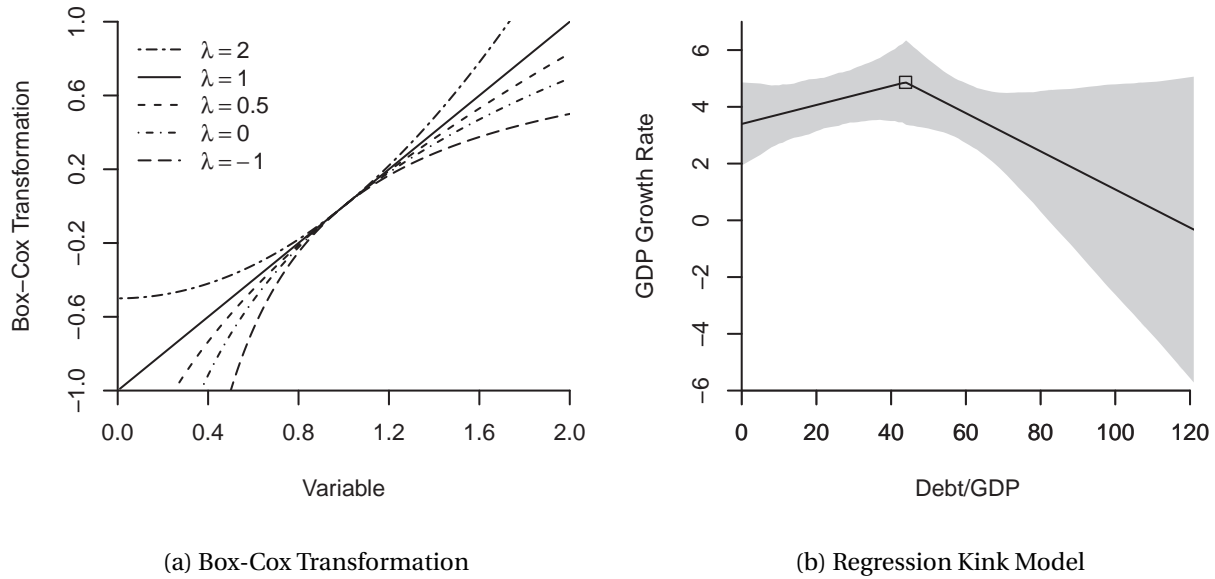 Box−Cox Transformation
1.0
0.6
0.2
−0.2
−0.6
−1.0
λ = 2
λ = 1
λ = 0.5
λ = 0
λ = −1
0.0 0.4 0.8 1.2 1.6 2.0
Variable
(a) Box-Cox Transformation
GDP Growth Rate
6
4
2
0
−2
−4
−6
0 20 40 60 80 100 120
Debt/GDP
(b) Regression Kink Model